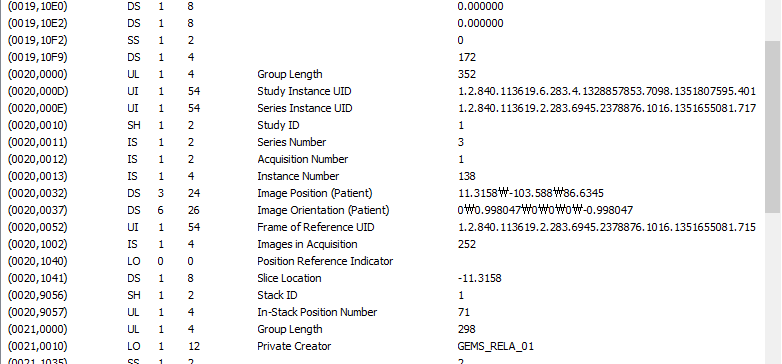 (0019,10E0) DS 1 8 0.000000
(0019,10E2) DS 1 8 0.000000
(0019,10F2) SS 1 2 0
(0019,10F9) DS 1 4 172
(0020,0000) UL 1 4 Group Length 352
(0020,000D) UI 1 54 Study Instance UID 1.2.840.113619.6.283.4.1328857853.7098.1351807595.401
(0020,000E) UI 1 54 Series Instance UID 1.2.840.113619.2.283.6945.2378876.1016.1351655081.717
(0020,0010) SH 1 2 Study ID 1
(0020,0011) IS 1 2 Series Number 3
(0020,0012) IS 1 2 Acquisition Number 1
(0020,0013) IS 1 4 Instance Number 138
(0020,0032) DS 3 24 Image Position (Patient) 11.3158₩-103.588₩86.6345
(0020,0037) DS 6 26 Image Orientation (Patient) 0₩0.998047₩0₩0₩0₩-0.998047
(0020,0052) UI 1 54 Frame of Reference UID 1.2.840.113619.2.283.6945.2378876.1016.1351655081.715
(0020,1002) IS 1 4 Images in Acquisition 252
(0020,1040) LO 0 0 Position Reference Indicator
(0020,1041) DS 1 8 Slice Location -11.3158
(0020,9056) SH 1 2 Stack ID 1
(0020,9057) UL 1 4 In-Stack Position Number 71
(0021,0000) UL 1 4 Group Length 298
(0021,0010) LO 1 12 Private Creator GEMS_RELA_01
(0021,1035) SS 1 2 2